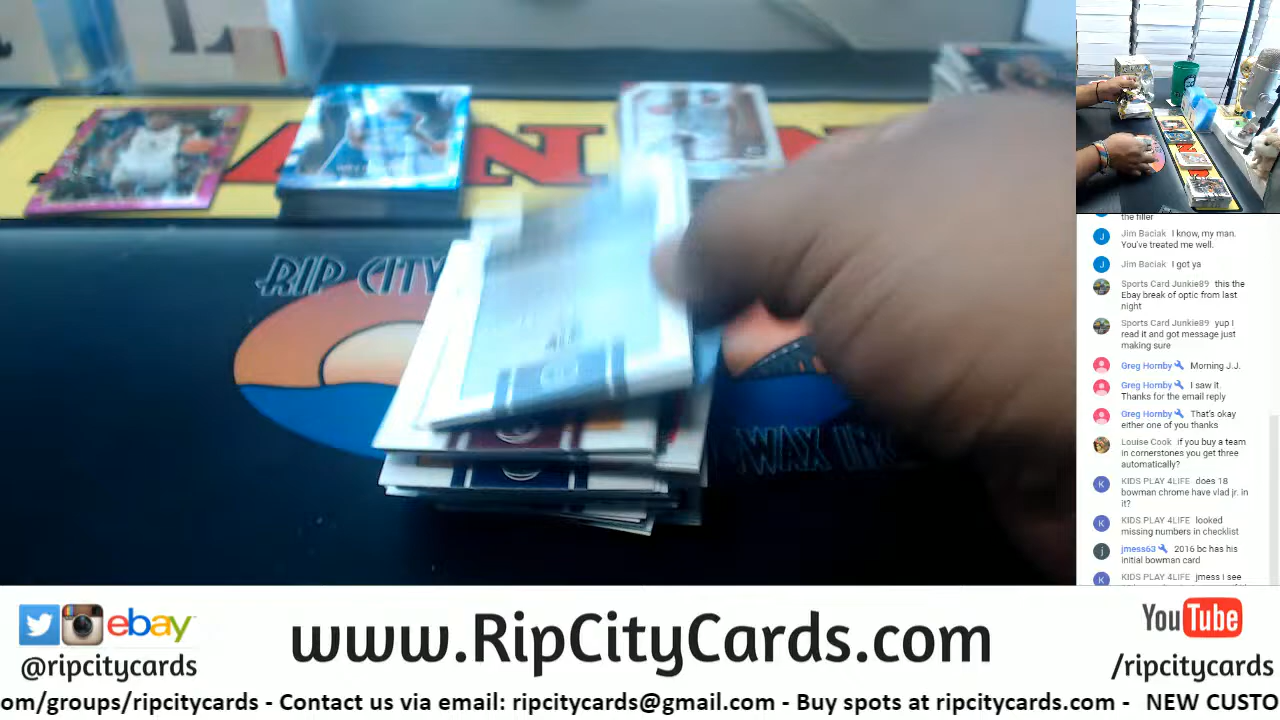 RIP CITY
WAX
the filler
Jim Baciak I know, my man.
You've treated me well.
Jim Baciak I got ya
Sports Card Junkie89 this the
Ebay break of optic from last
night
Sports Card Junkie89 yup I
read it and got message just
making sure
Greg Hornby Morning J.J.
Greg Hornby I saw it.
Thanks for the email reply
Greg Hornby That's okay
either one of you thanks
Louise Cook if you buy a team
in cornerstones you get three
automatically?
KIDS PLAY 4LIFE does 18
bowman chrome have vlad jr. in
it?
KIDS PLAY 4LIFE looked
missing numbers in checklist
jmess63 2016 bc has his
initial bowman card
KIDS PLAY 4LIFE jmess I see
ebay
@ripcitycards
www.RipCityCards.com
YouTube
/ripcitycards
om/groups/ripcitycards - Contact us via email: ripcitycards@gmail.com - Buy spots at ripcitycards.com - NEW CUSTO